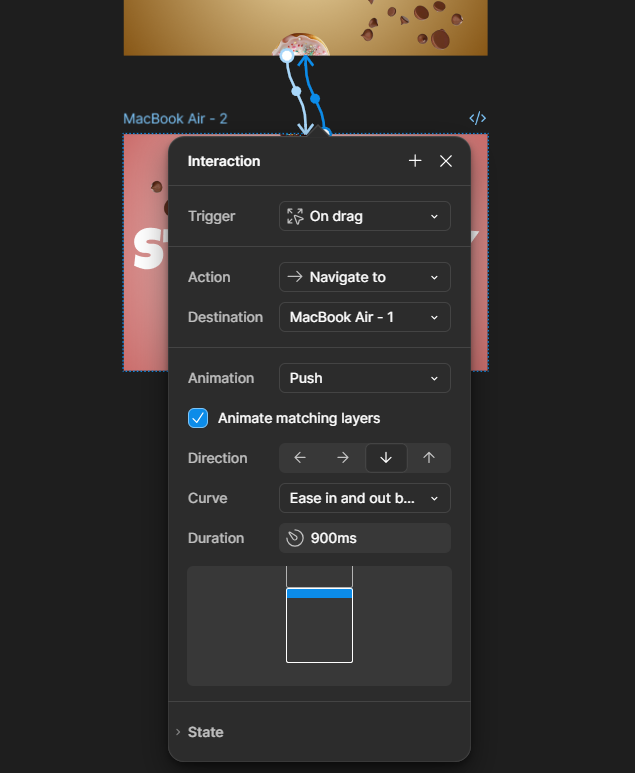 MacBook Air - 2
</>
Interaction
Trigger
On drag
Action
Navigate to
Destination
MacBook Air - 1
Animation
Push
Animate matching layers
Direction
Curve
Ease in and out b...
Duration
900ms
State